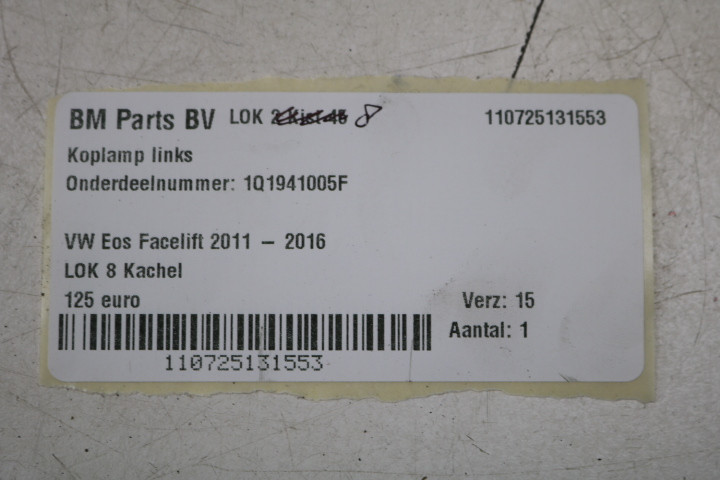 BM Parts BV LOK 8 110725131553
Koplamp links
Onderdeelnummer: 1Q1941005F
VW Eos Facelift 2011 – 2016
LOK 8 Kachel
125 euro Verz: 15
Aantal: 1
110725131553